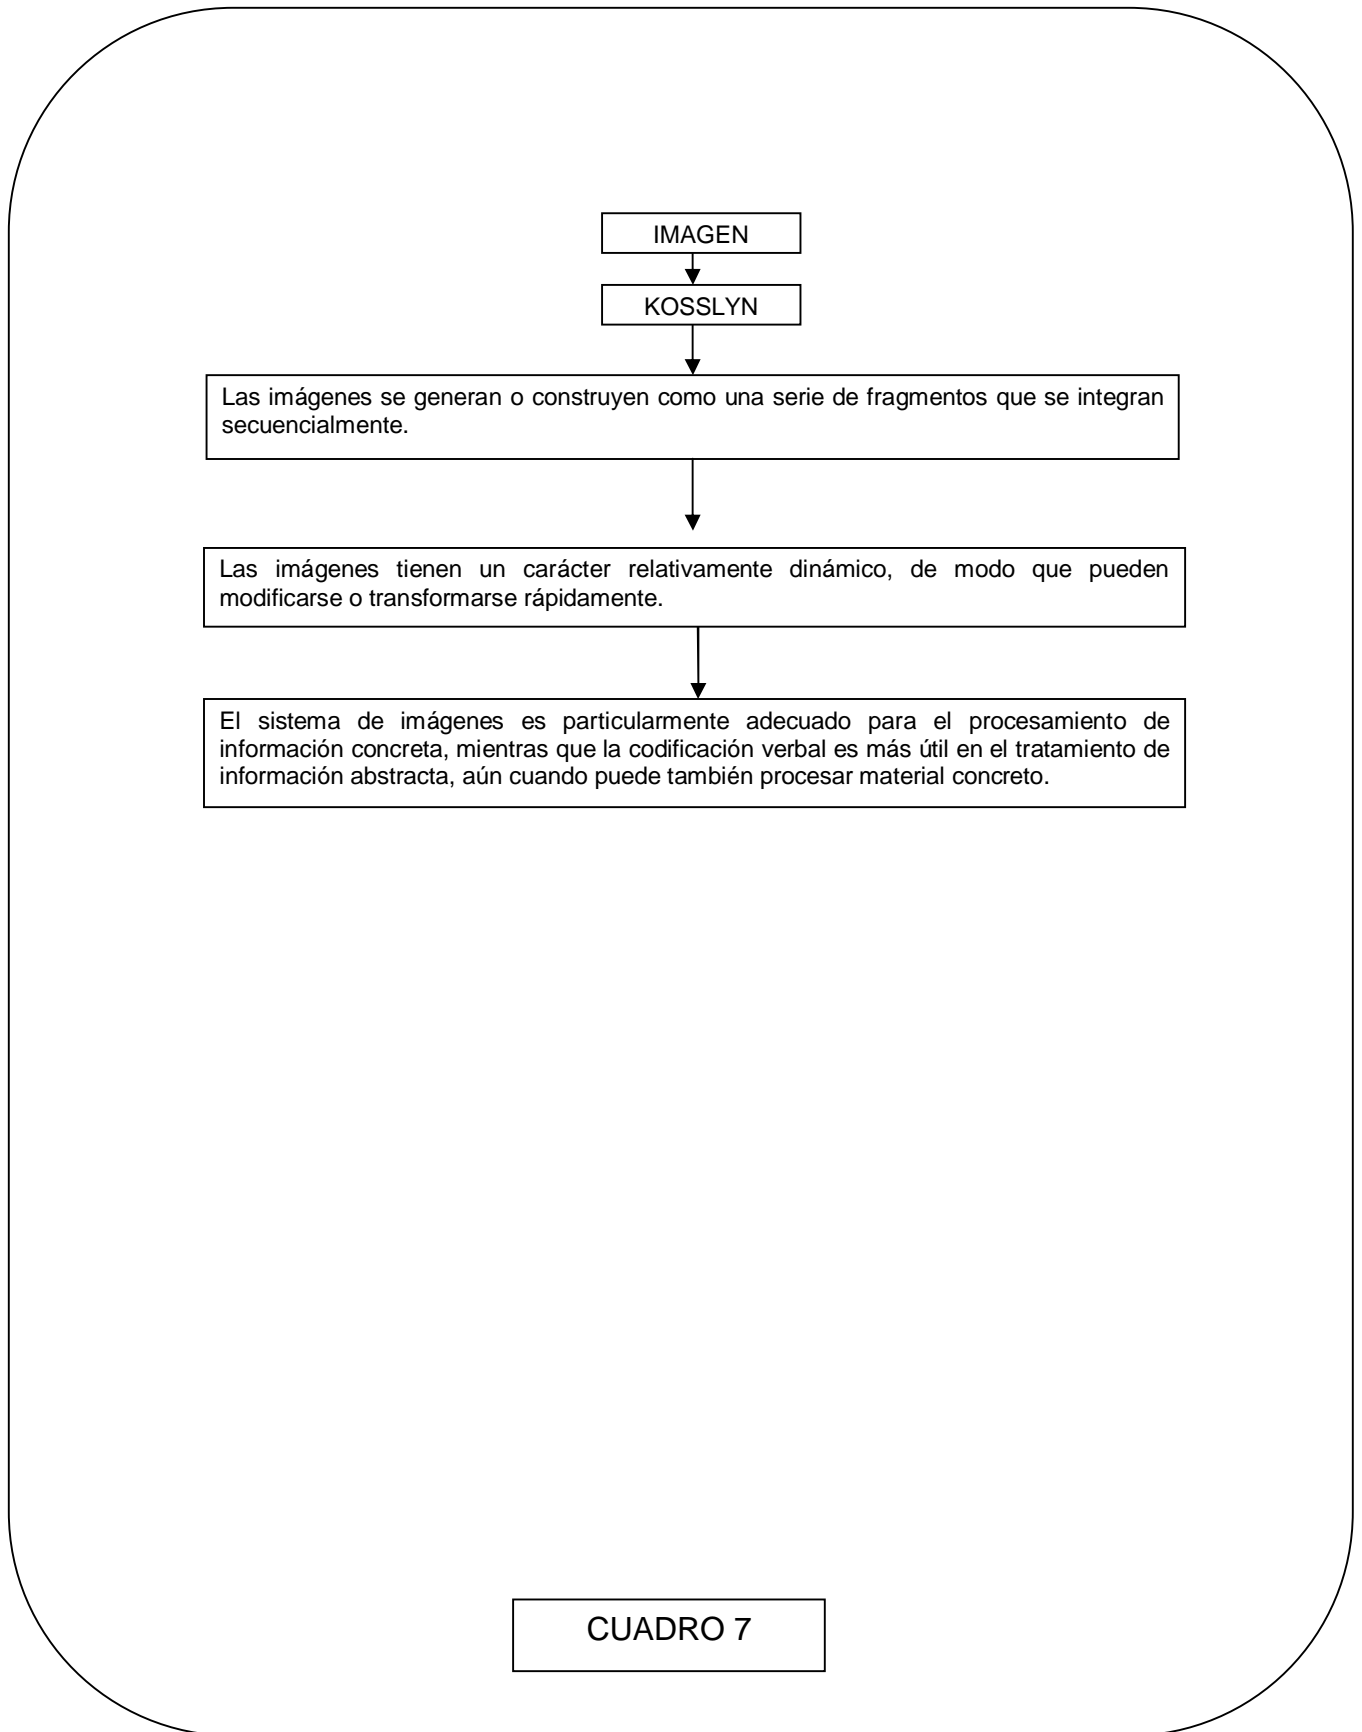 IMAGEN
KOSSLYN
Las imágenes se generan o construyen como una serie de fragmentos que se integran
secuencialmente.
Las imágenes tienen un carácter relativamente dinámico, de modo que pueden
modificarse o transformarse rápidamente.
El sistema de imágenes es particularmente adecuado para el procesamiento de
información concreta, mientras que la codificación verbal es más útil en el tratamiento de
información abstracta, aún cuando puede también procesar material concreto.
CUADRO 7